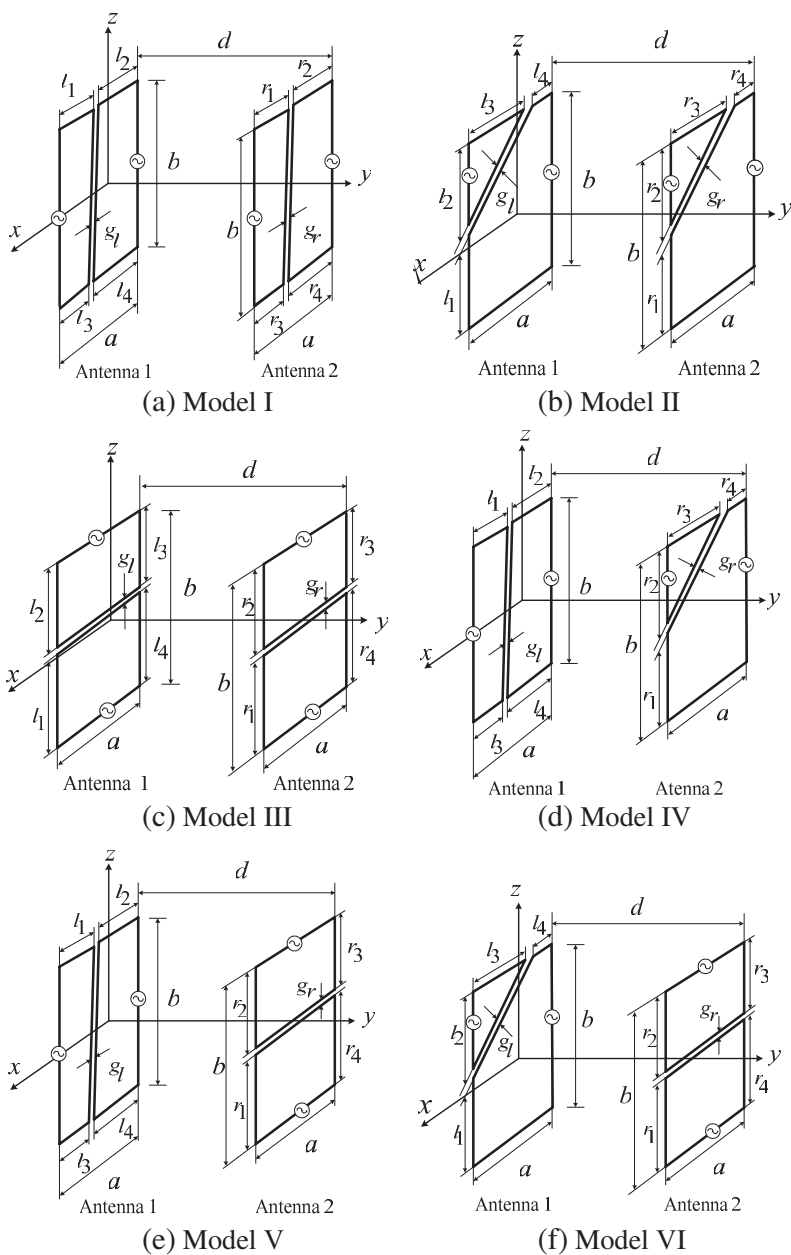 z
l1 l2 d
r1 r2
b y
x gl b gr
l3 l4 r3 r4
a a
Antenna 1 Antenna 2
(a) Model I
z
l3 l4 d
r3 r4
l2 gl b r2 gr y
x b
l1 r1
a a
Antenna 1 Antenna 2
(b) Model II
z
d
gl l3 r3
l2 b r2 gr y
x l4 b r4
l1 r1
a a
Antenna 1 Antenna 2
(c) Model III
z
l1 l2 d
r3 r4
b r2 gr y
x gl b
l3 l4 r1
a a
Antenna 1 Atenna 2
(d) Model IV
z
l1 l2 d
r3
b r2 gr y
x gl b r4
l3 l4 r1
a a
Antenna 1 Antenna 2
(e) Model V
z
l3 l4 d
r3
l2 gl b r2 gr y
x b r4
l1 r1
a a
Antenna 1 Antenna 2
(f) Model VI